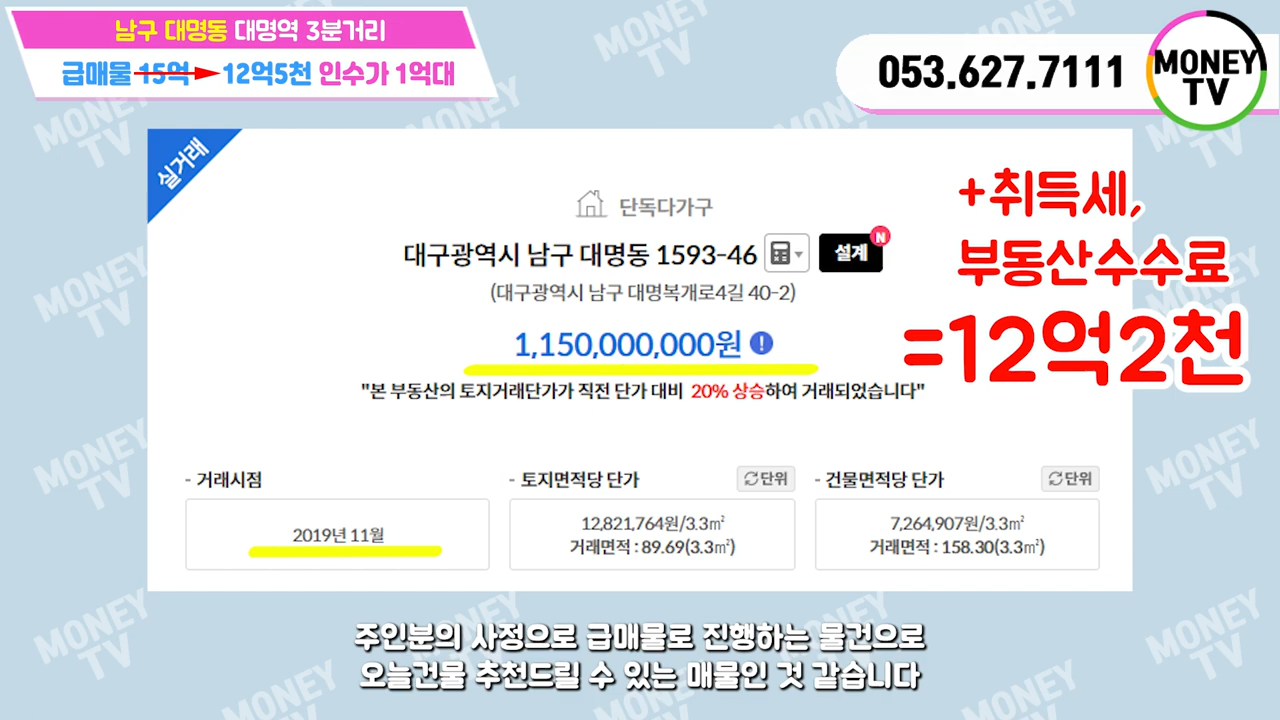 남구 대명동 대명역 3분거리
급매물 15억 → 12억5천 인수가 1억대
053.627.7111
MONEY
TV
실거래
단독다가구
대구광역시 남구 대명동 1593-46
설계
N
(대구광역시 남구 대명복개로4길 40-2)
1,150,000,000원
"본 부동산의 토지거래단가가 직전 단가 대비 20% 상승하여 거래되었습니다"
+취득세,
부동산수수료
=12억2천
- 거래시점
2019년 11월
- 토지면적당 단가
단위
12,821,764원/3.3㎡
거래면적 : 89.69(3.3㎡)
- 건물면적당 단가
단위
7,264,907원/3.3㎡
거래면적 : 158.30(3.3㎡)
주인분의 사정으로 급매물로 진행하는 물건으로
오늘건물 추천드릴 수 있는 매물인 것 같습니다